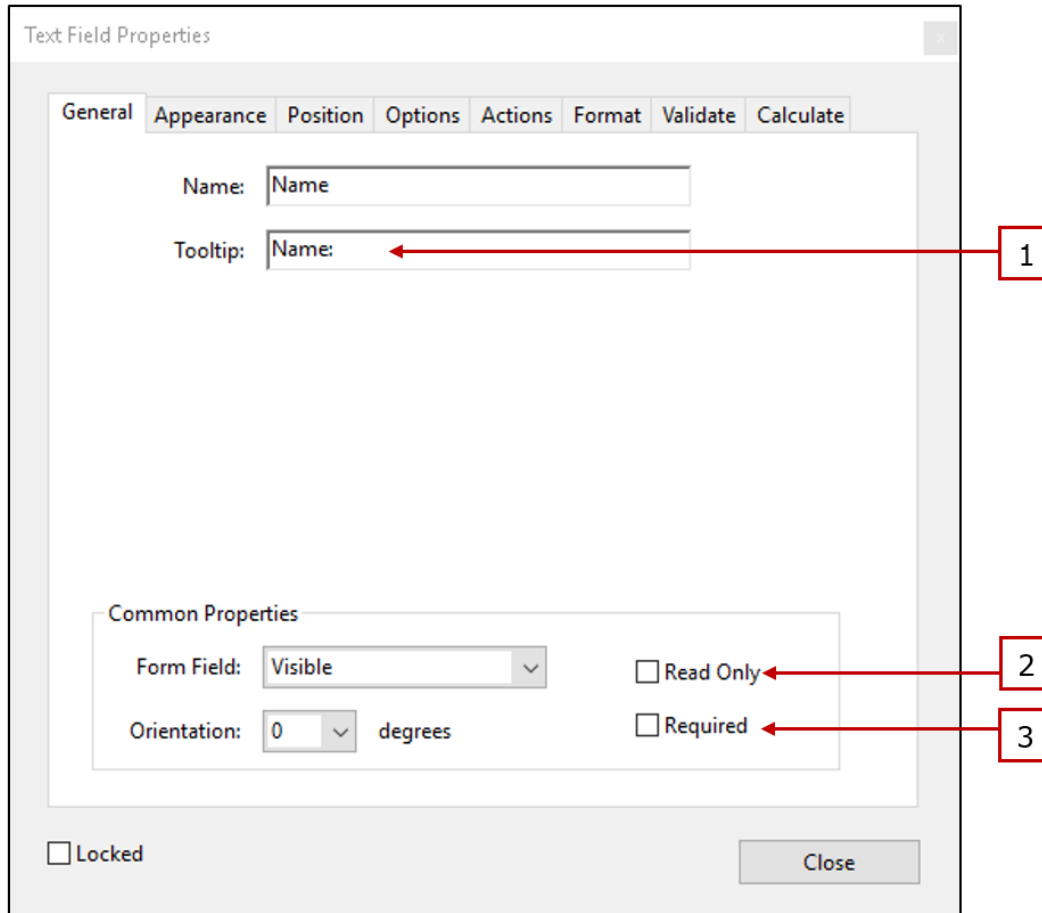 Text Field Properties
x
General Appearance Position Options Actions Format Validate Calculate
Name: Name
Tooltip: Name:
1
Common Properties
Form Field: Visible
Read Only
2
Orientation: 0 degrees
Required
3
Locked
Close